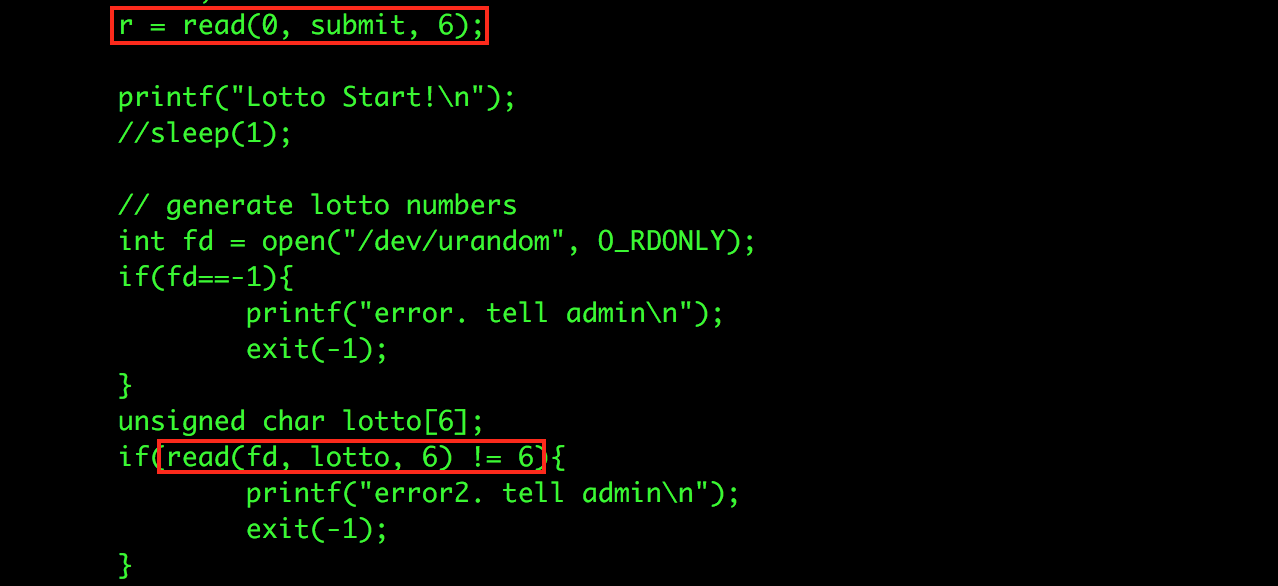 r = read(0, submit, 6);
printf("Lotto Start!\n");
//sleep(1);
// generate lotto numbers
int fd = open("/dev/urandom", O_RDONLY);
if(fd==-1){
printf("error. tell admin\n");
exit(-1);
}
unsigned char lotto[6];
if(read(fd, lotto, 6) != 6){
printf("error2. tell admin\n");
exit(-1);
}